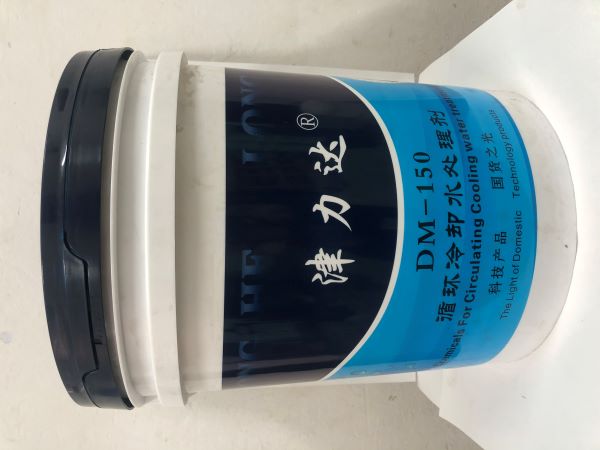 津力达®
DM-150
循环冷却水处理剂
For Circulating Cooling water
科技产品 国货之光
The Light of Domestic Technology products